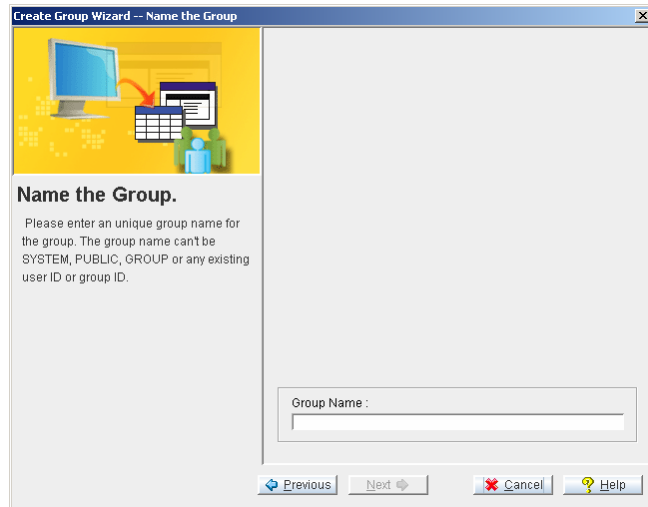 Create Group Wizard -- Name the Group
Name the Group.
Please enter an unique group name for
the group. The group name can't be
SYSTEM, PUBLIC, GROUP or any existing
user ID or group ID.
Group Name :
Previous
Next
Cancel
Help